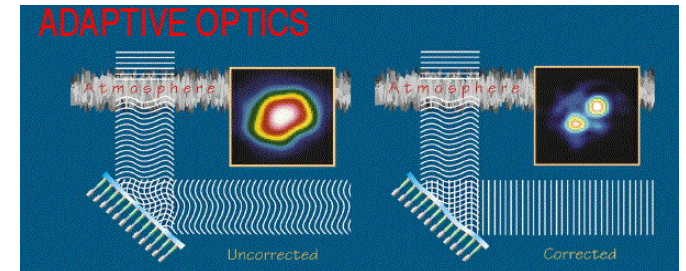 ADAPTIVE OPTICS
Atmosphere
Atmosphere
Uncorrected
Corrected